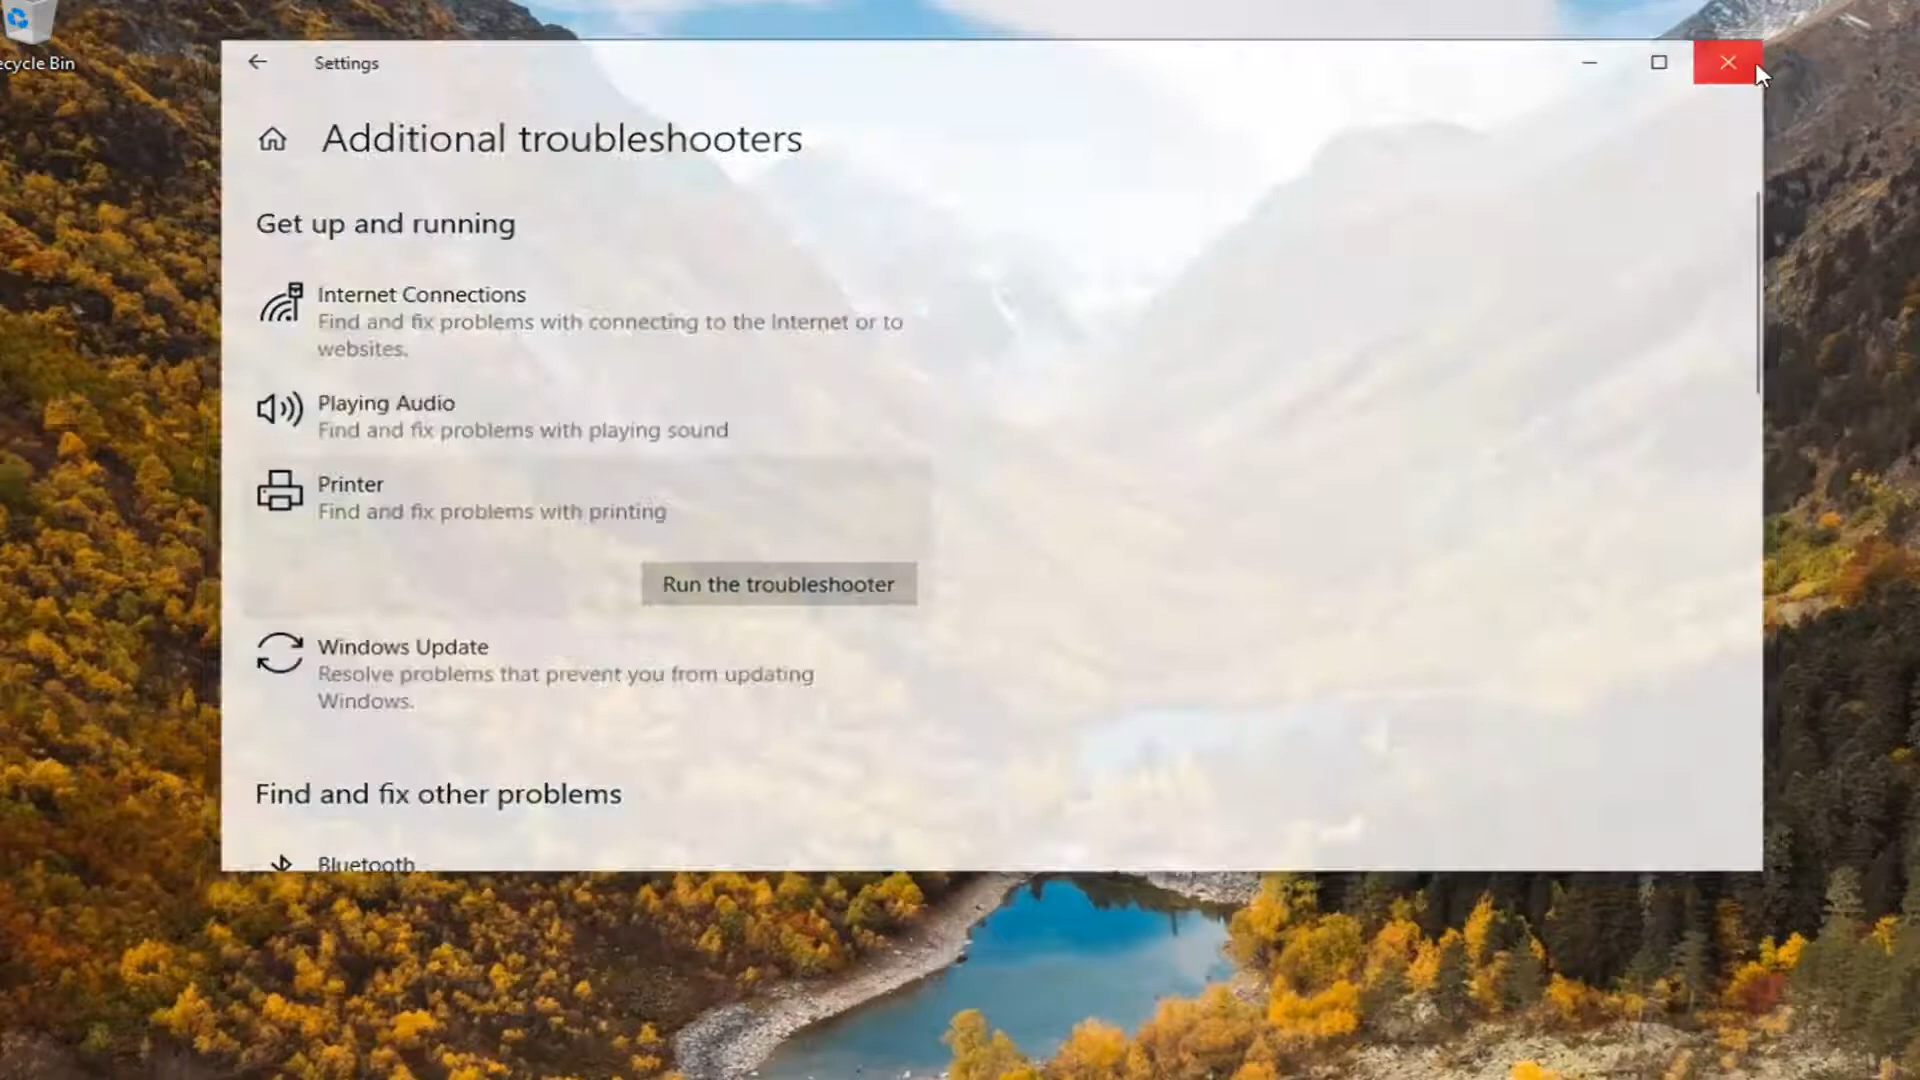 ecycle Bin
Settings
Additional troubleshooters
Get up and running
Internet Connections
Find and fix problems with connecting to the Internet or to
websites.
Playing Audio
Find and fix problems with playing sound
Printer
Find and fix problems with printing
Run the troubleshooter
Windows Update
Resolve problems that prevent you from updating
Windows.
Find and fix other problems
Bluetooth